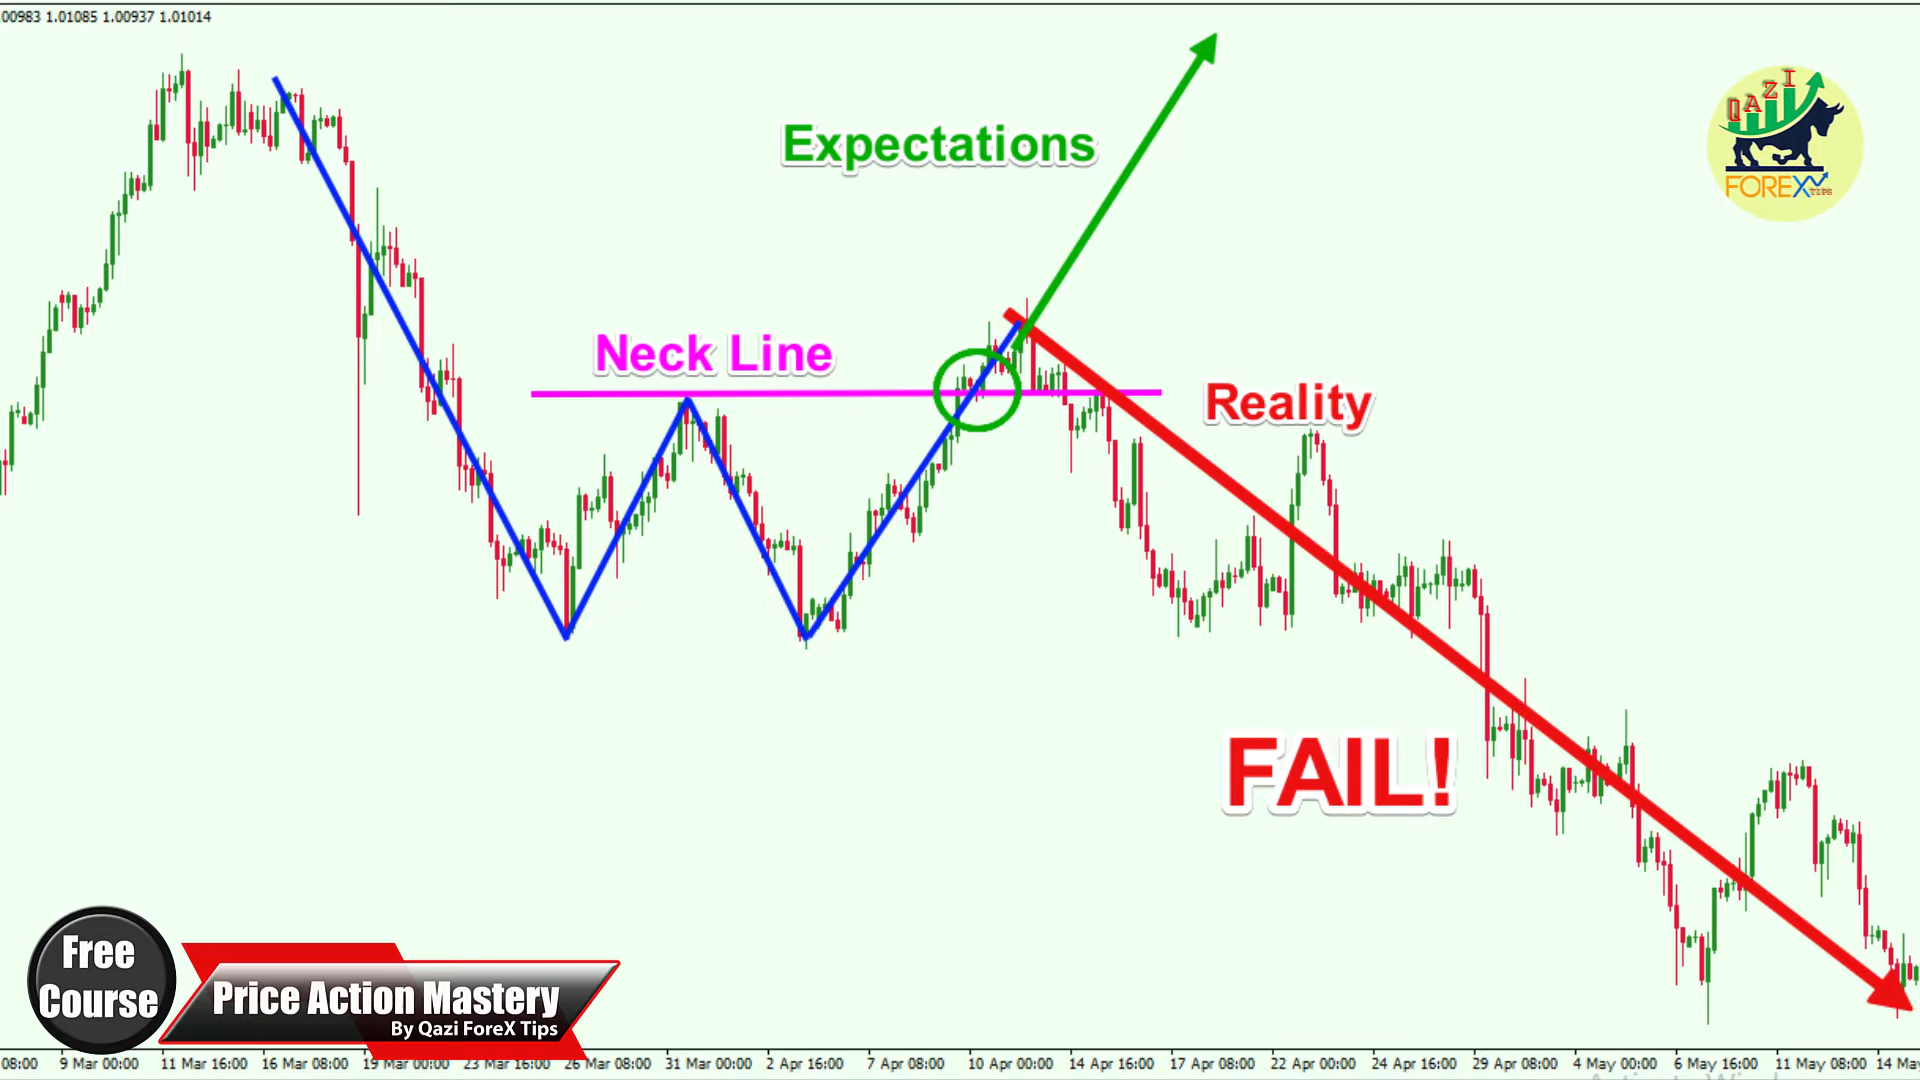 .00983 1.01085 1.00937 1.01014
QAZI
FOREX
TIPS
Expectations
Neck Line
Reality
FAIL!
Free
Course
Price Action Mastery
By Qazi ForeX Tips
08:00 9 Mar 00:00 11 Mar 16:00 16 Mar 08:00 19 Mar 00:00 23 Mar 16:00 26 Mar 08:00 31 Mar 00:00 2 Apr 16:00 7 Apr 08:00 10 Apr 00:00 14 Apr 16:00 17 Apr 08:00 22 Apr 00:00 24 Apr 16:00 29 Apr 08:00 4 May 00:00 6 May 16:00 11 May 08:00 14 May